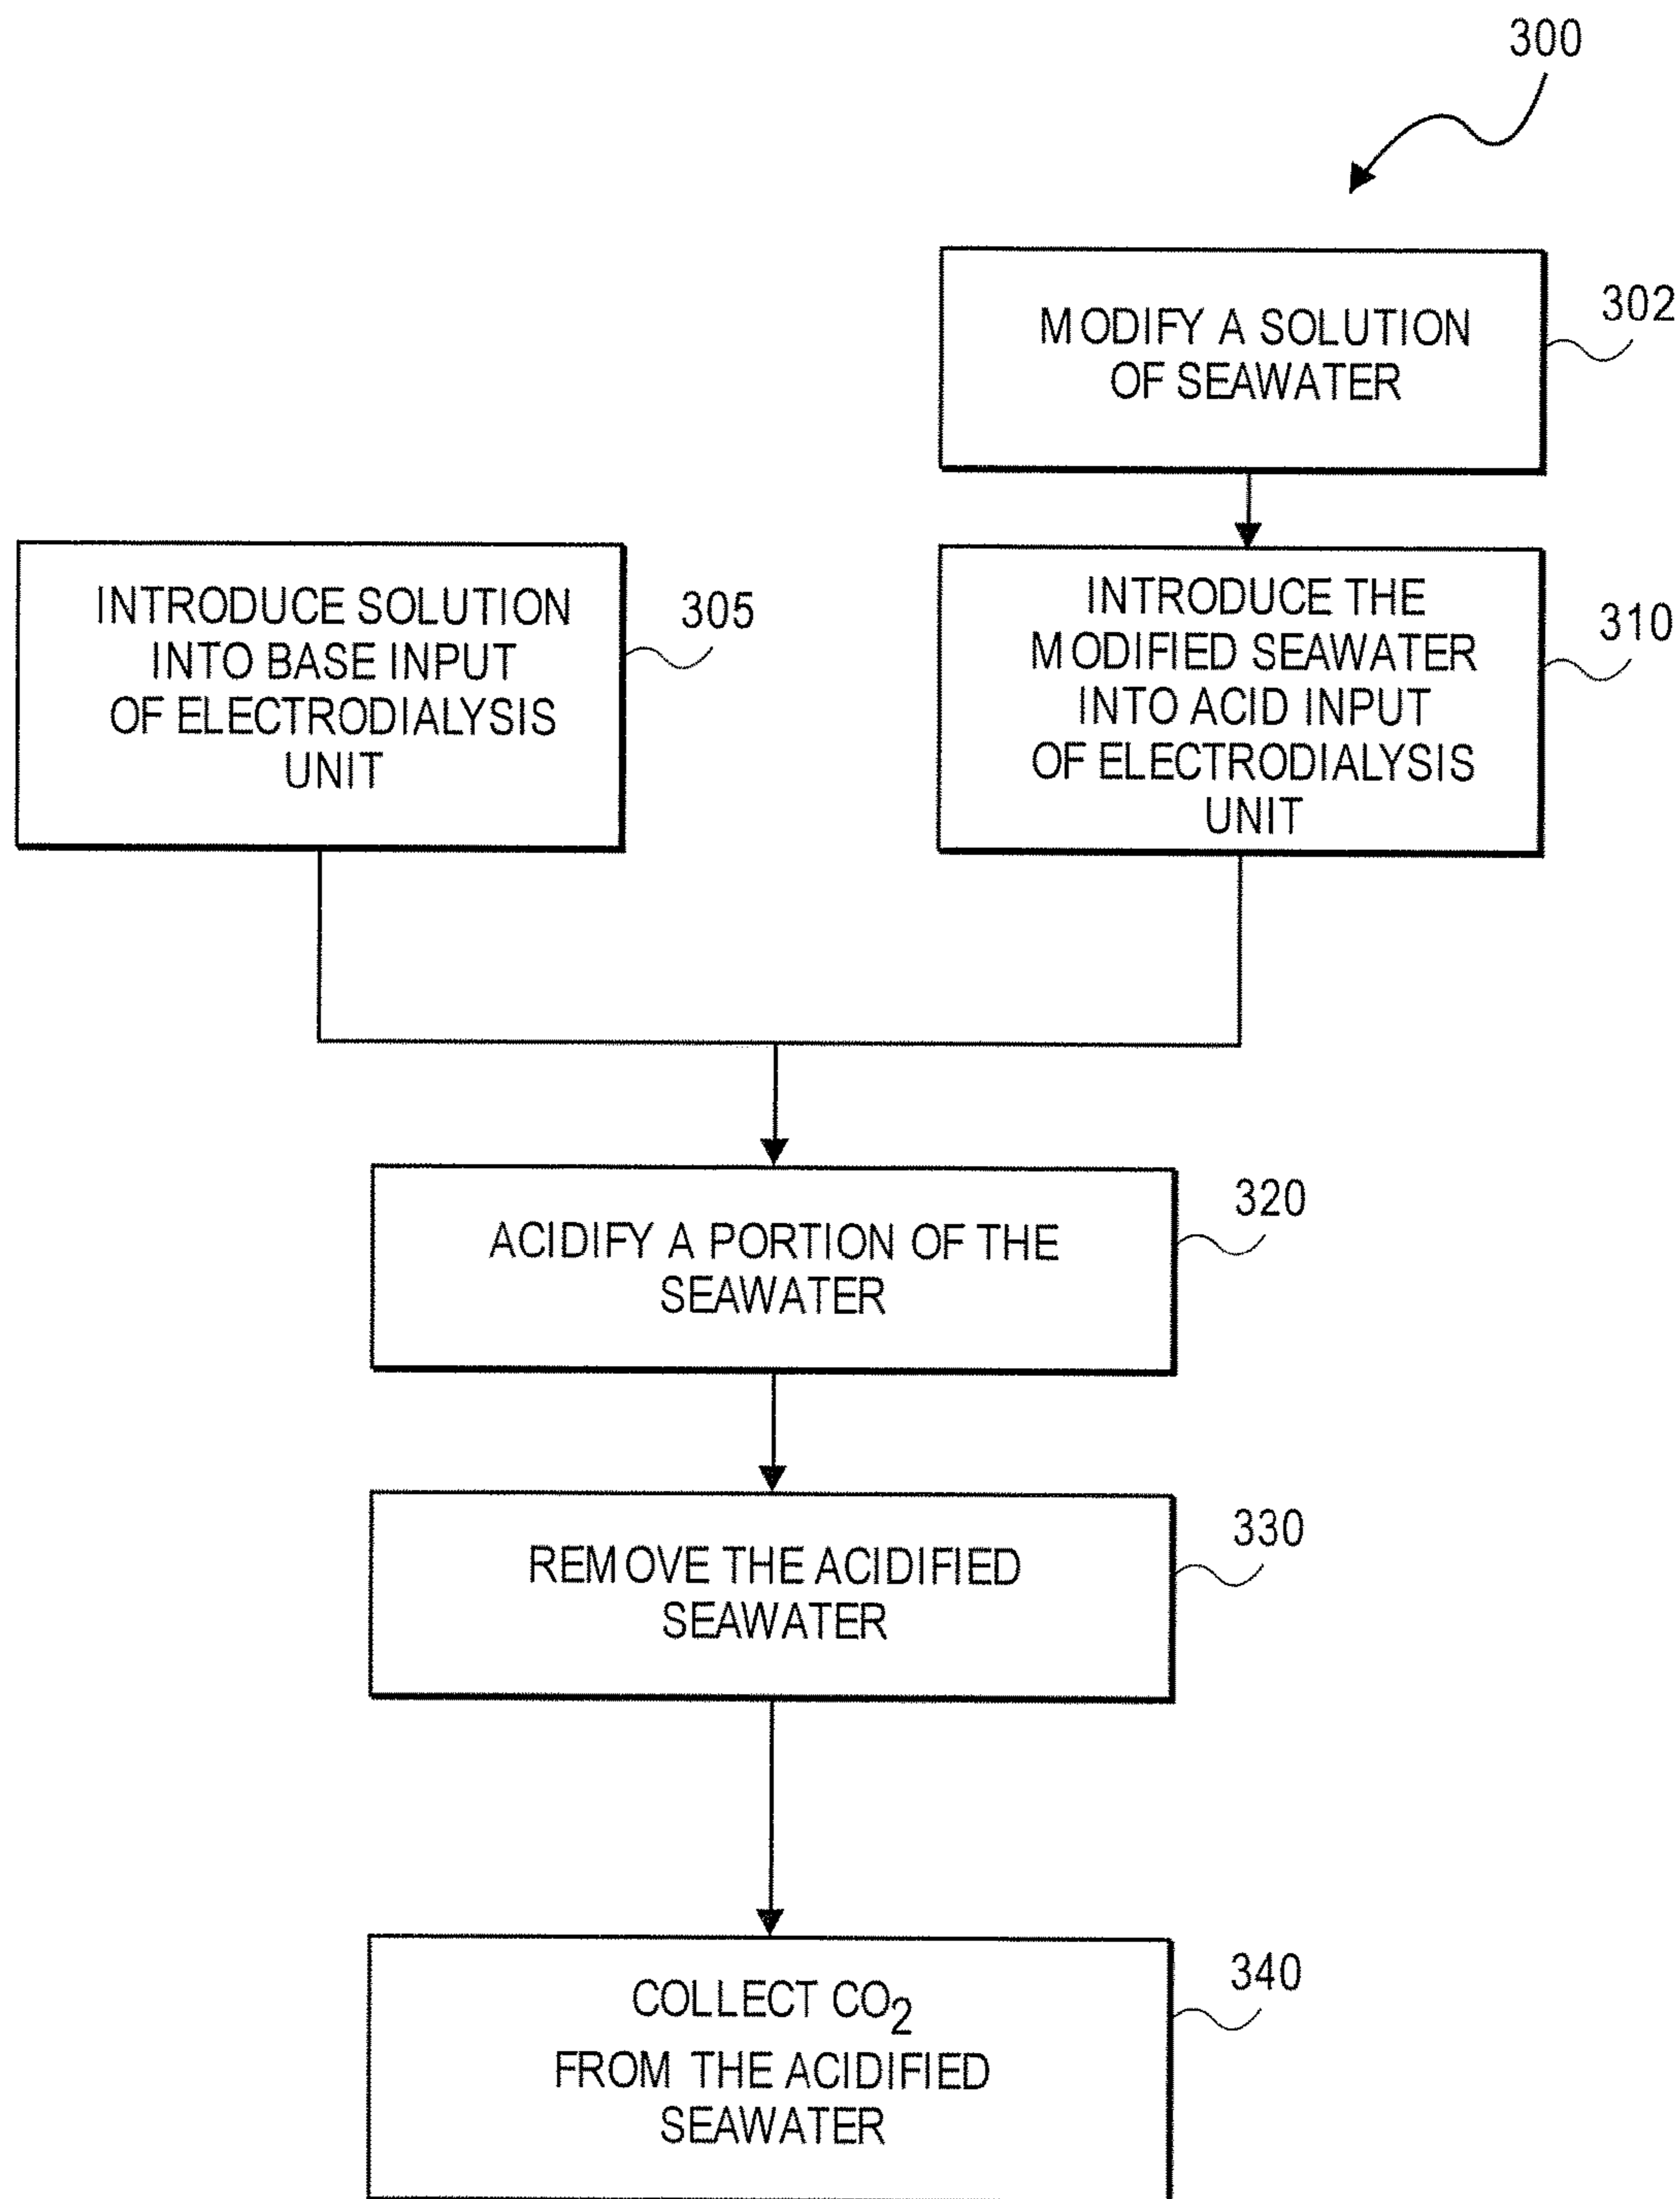 300
MODIFY A SOLUTION
OF SEAWATER
302
INTRODUCE SOLUTION
INTO BASE INPUT
OF ELECTRODIALYSIS
UNIT
305
INTRODUCE THE
MODIFIED SEAWATER
INTO ACID INPUT
OF ELECTRODIALYSIS
UNIT
310
ACIDIFY A PORTION OF THE
SEAWATER
320
REMOVE THE ACIDIFIED
SEAWATER
330
COLLECT CO2
FROM THE ACIDIFIED
SEAWATER
340